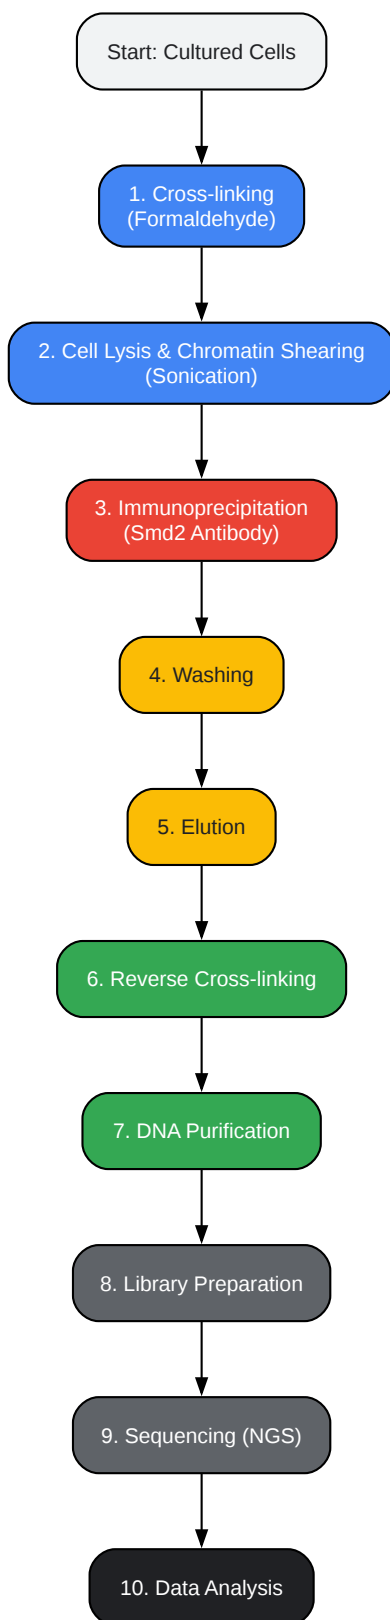 Start: Cultured Cells
1. Cross-linking
(Formaldehyde)
2. Cell Lysis & Chromatin Shearing
(Sonication)
3. Immunoprecipitation
(Smd2 Antibody)
4. Washing
5. Elution
6. Reverse Cross-linking
7. DNA Purification
8. Library Preparation
9. Sequencing (NGS)
10. Data Analysis